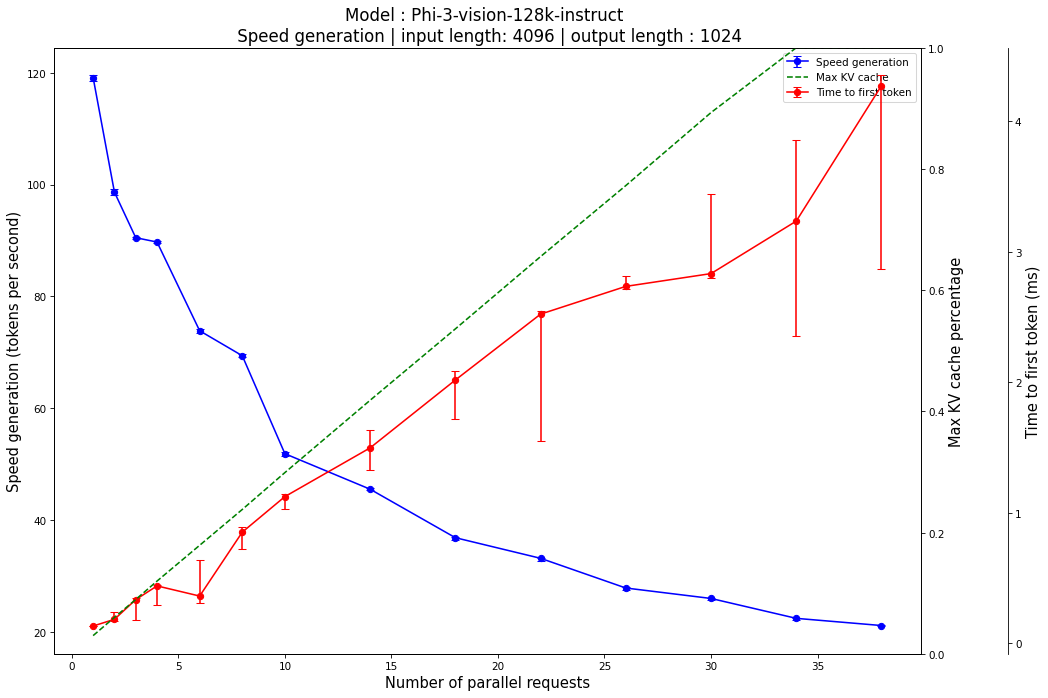 Model : Phi-3-vision-128k-instruct
Speed generation | input length: 4096 | output length : 1024
Speed generation
Max KV cache
Time to first token
Speed generation (tokens per second)
120
100
80
60
40
20
0
5
10
15
20
25
30
35
Number of parallel requests
1.0
0.8
0.6
0.4
0.2
0.0
Max KV cache percentage
4
3
2
1
0
Time to first token (ms)